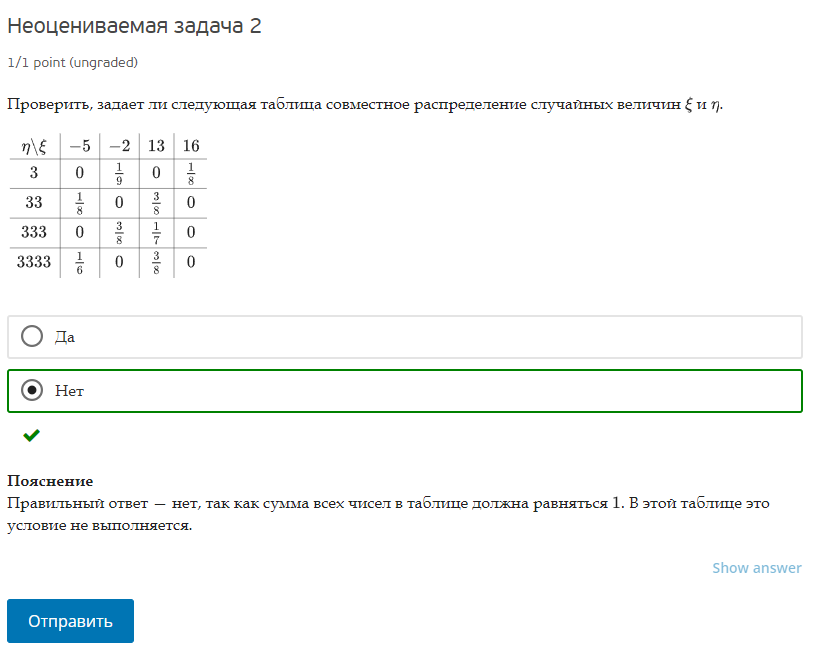 Неоцениваемая задача 2
1/1 point (ungraded)
Проверить, задает ли следующая таблица совместное распределение случайных величин ξ и η.
η\ξ −5 −2 13 16
3 0 1/9 0 1/8
33 1/8 0 3/8 0
333 0 3/8 1/7 0
3333 1/6 0 3/8 0
Да
Нет
Пояснение
Правильный ответ — нет, так как сумма всех чисел в таблице должна равняться 1. В этой таблице это
условие не выполняется.
Show answer
Отправить